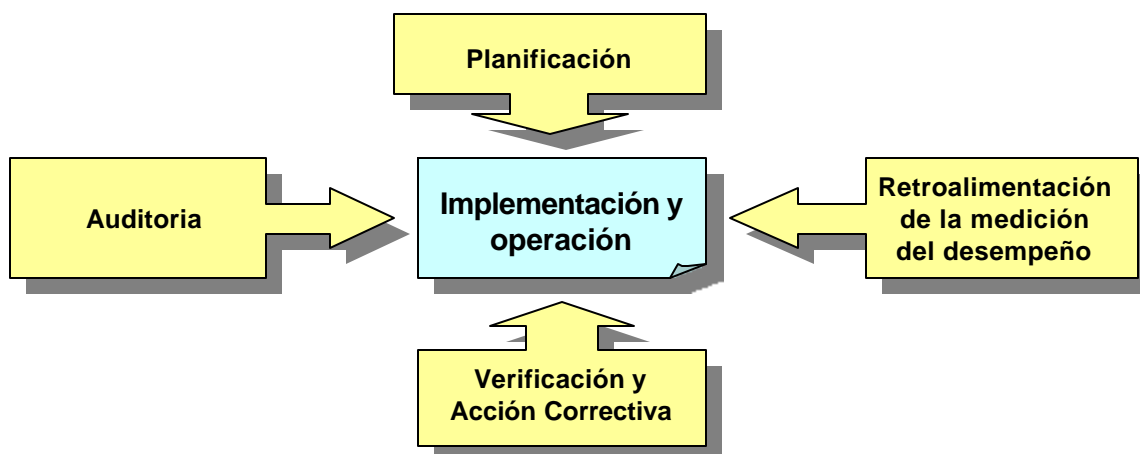 Planificación
Auditoria
Implementación y
operación
Retroalimentación
de la medición
del desempeño
Verificación y
Acción Correctiva